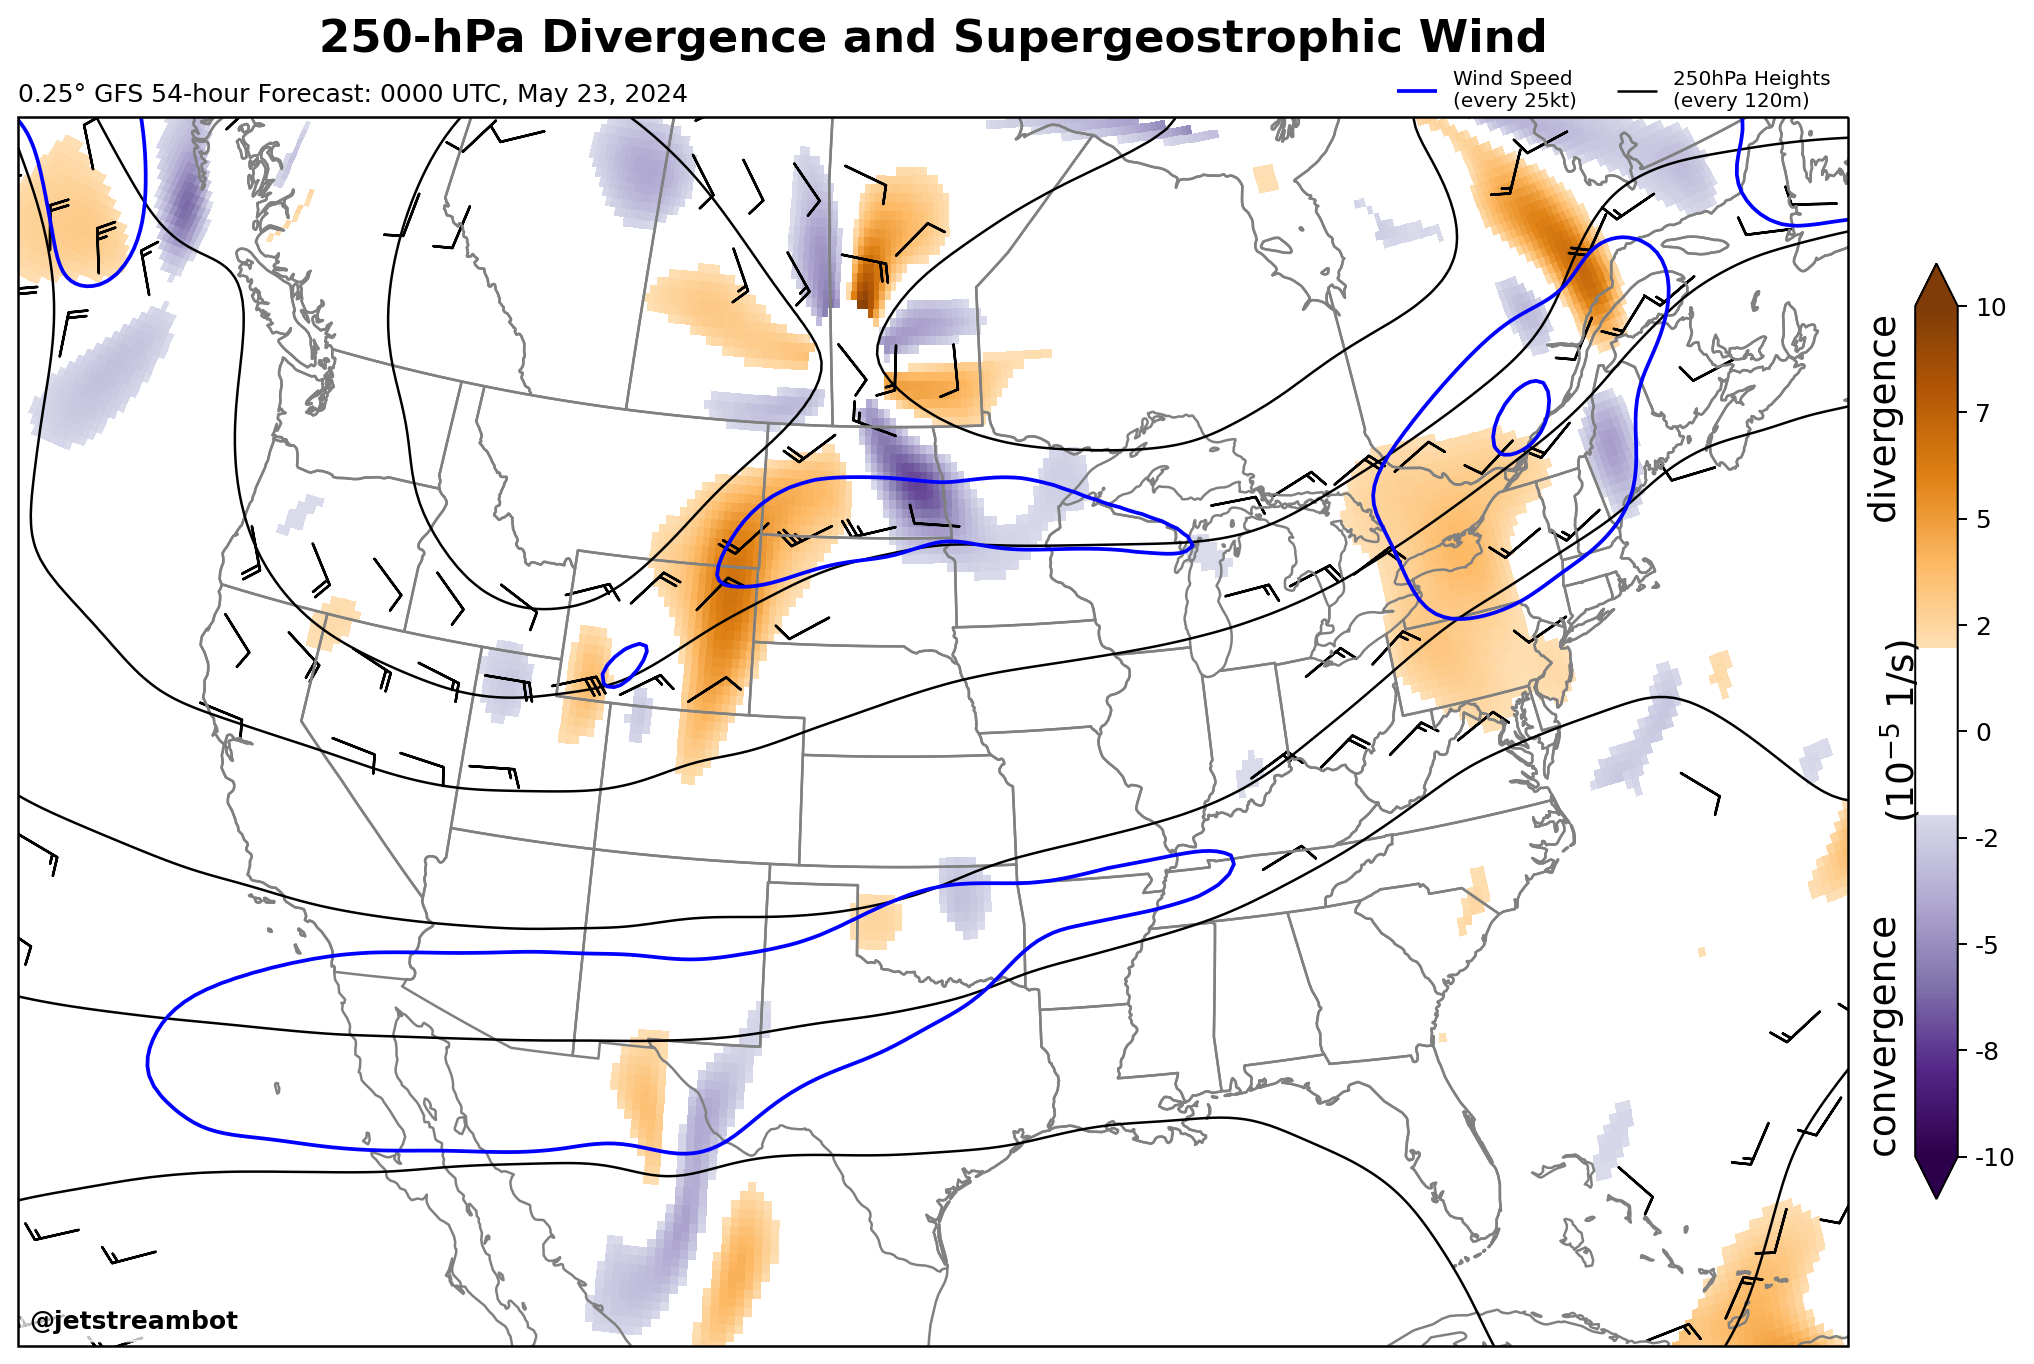 250-hPa Divergence and Supergeostrophic Wind
0.25° GFS 54-hour Forecast: 0000 UTC, May 23, 2024
Wind Speed
(every 25kt)
250hPa Heights
(every 120m)
10
7
5
2
0
-2
-5
-8
-10
convergence (10⁻⁵ 1/s) divergence
@jetstreambot